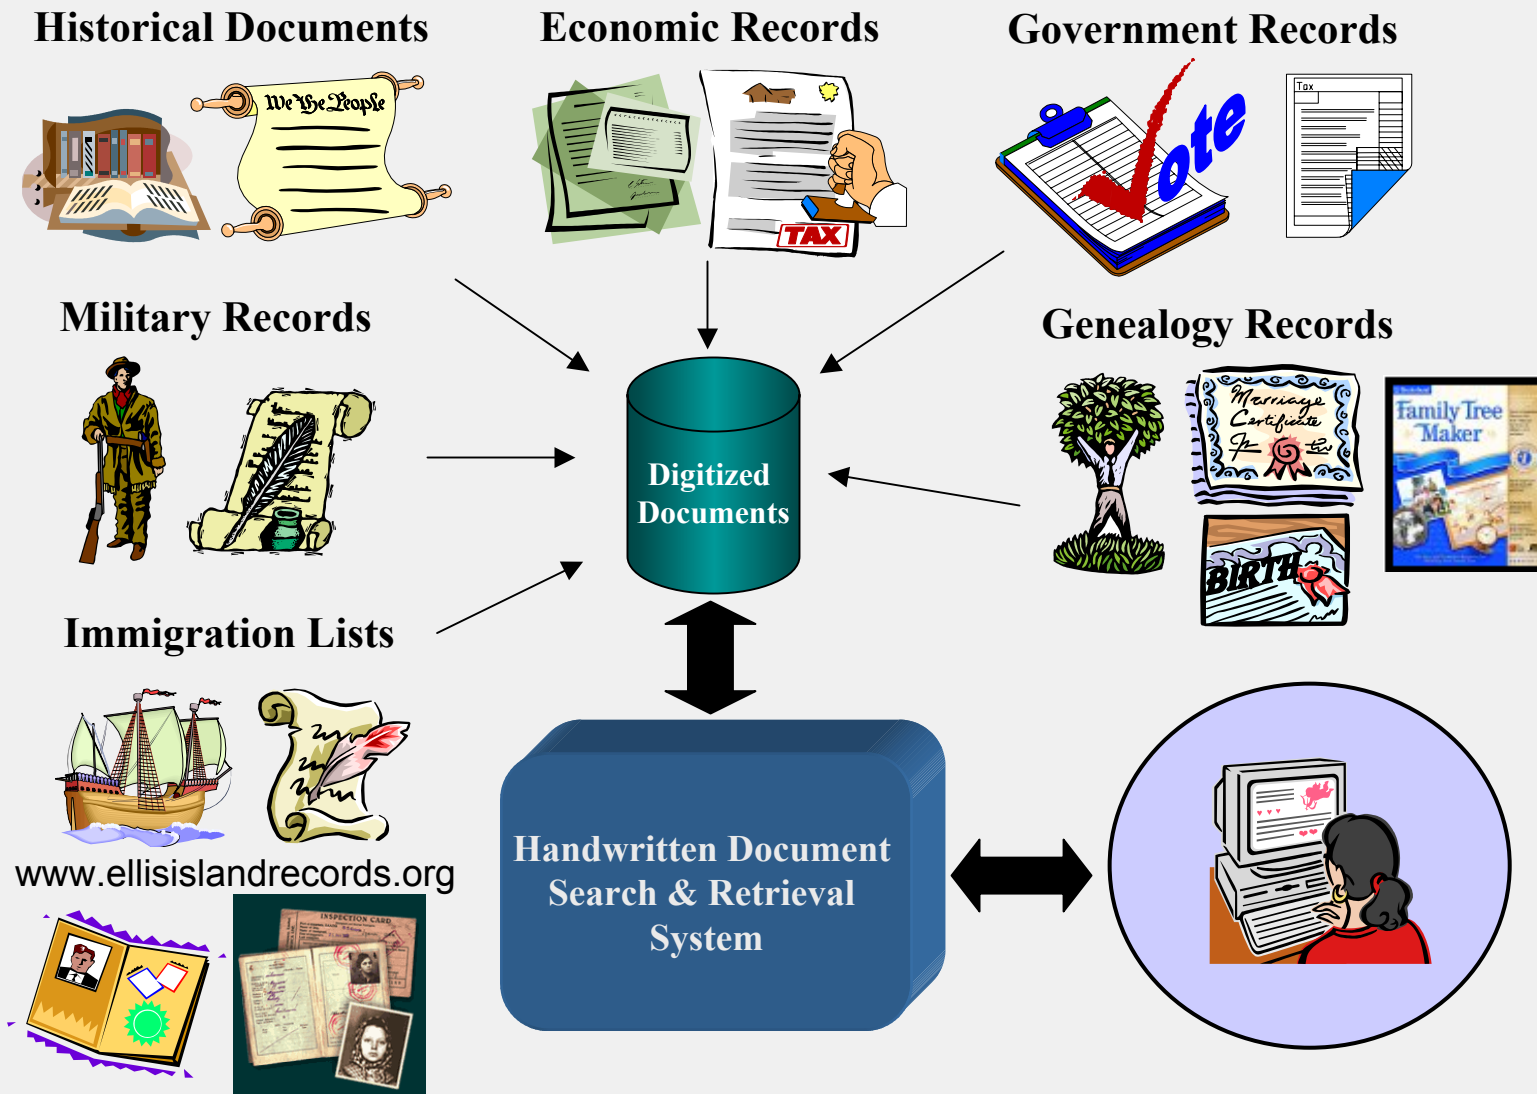 Historical Documents
Economic Records
Government Records
We The People
TAX
Vote
Tax
Military Records
Genealogy Records
Marriage
Certificate
Family Tree
Maker
BIRTH
Digitized
Documents
Immigration Lists
www.ellisislandrecords.org
INSPECTION CARD
Handwritten Document
Search & Retrieval
System